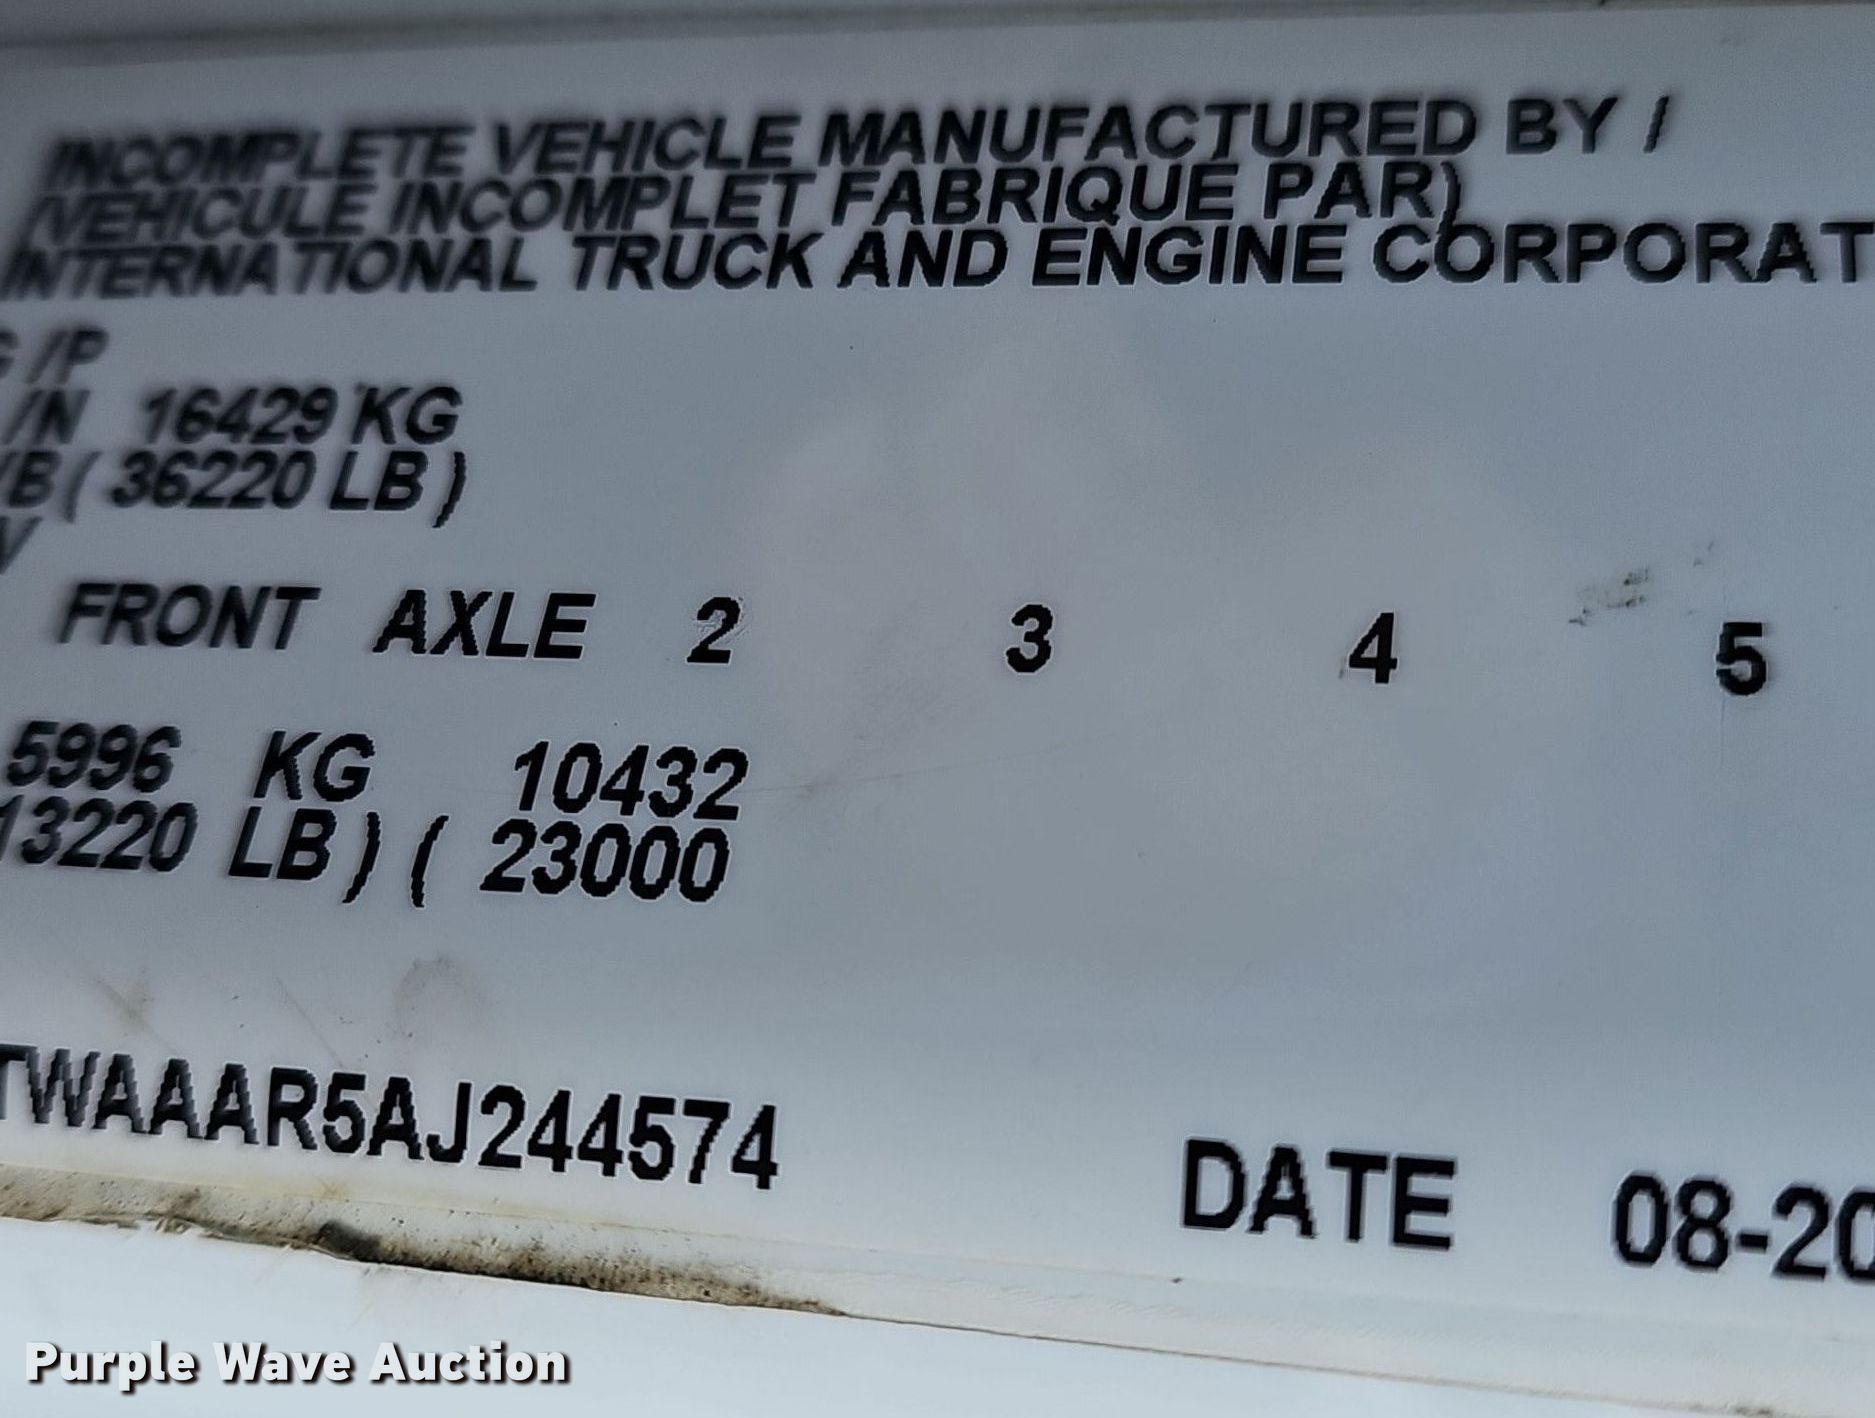 INCOMPLETE VEHICLE MANUFACTURED BY /
/VEHICULE INCOMPLET FABRIQUE PAR)
INTERNATIONAL TRUCK AND ENGINE CORPORAT
G /P
/N 16429 KG
/B ( 36220 LB )
V
FRONT AXLE 2 3 4 5
5996 KG 10432
13220 LB ) ( 23000
TWAAAR5AJ244574
DATE 08-20
Purple Wave Auction